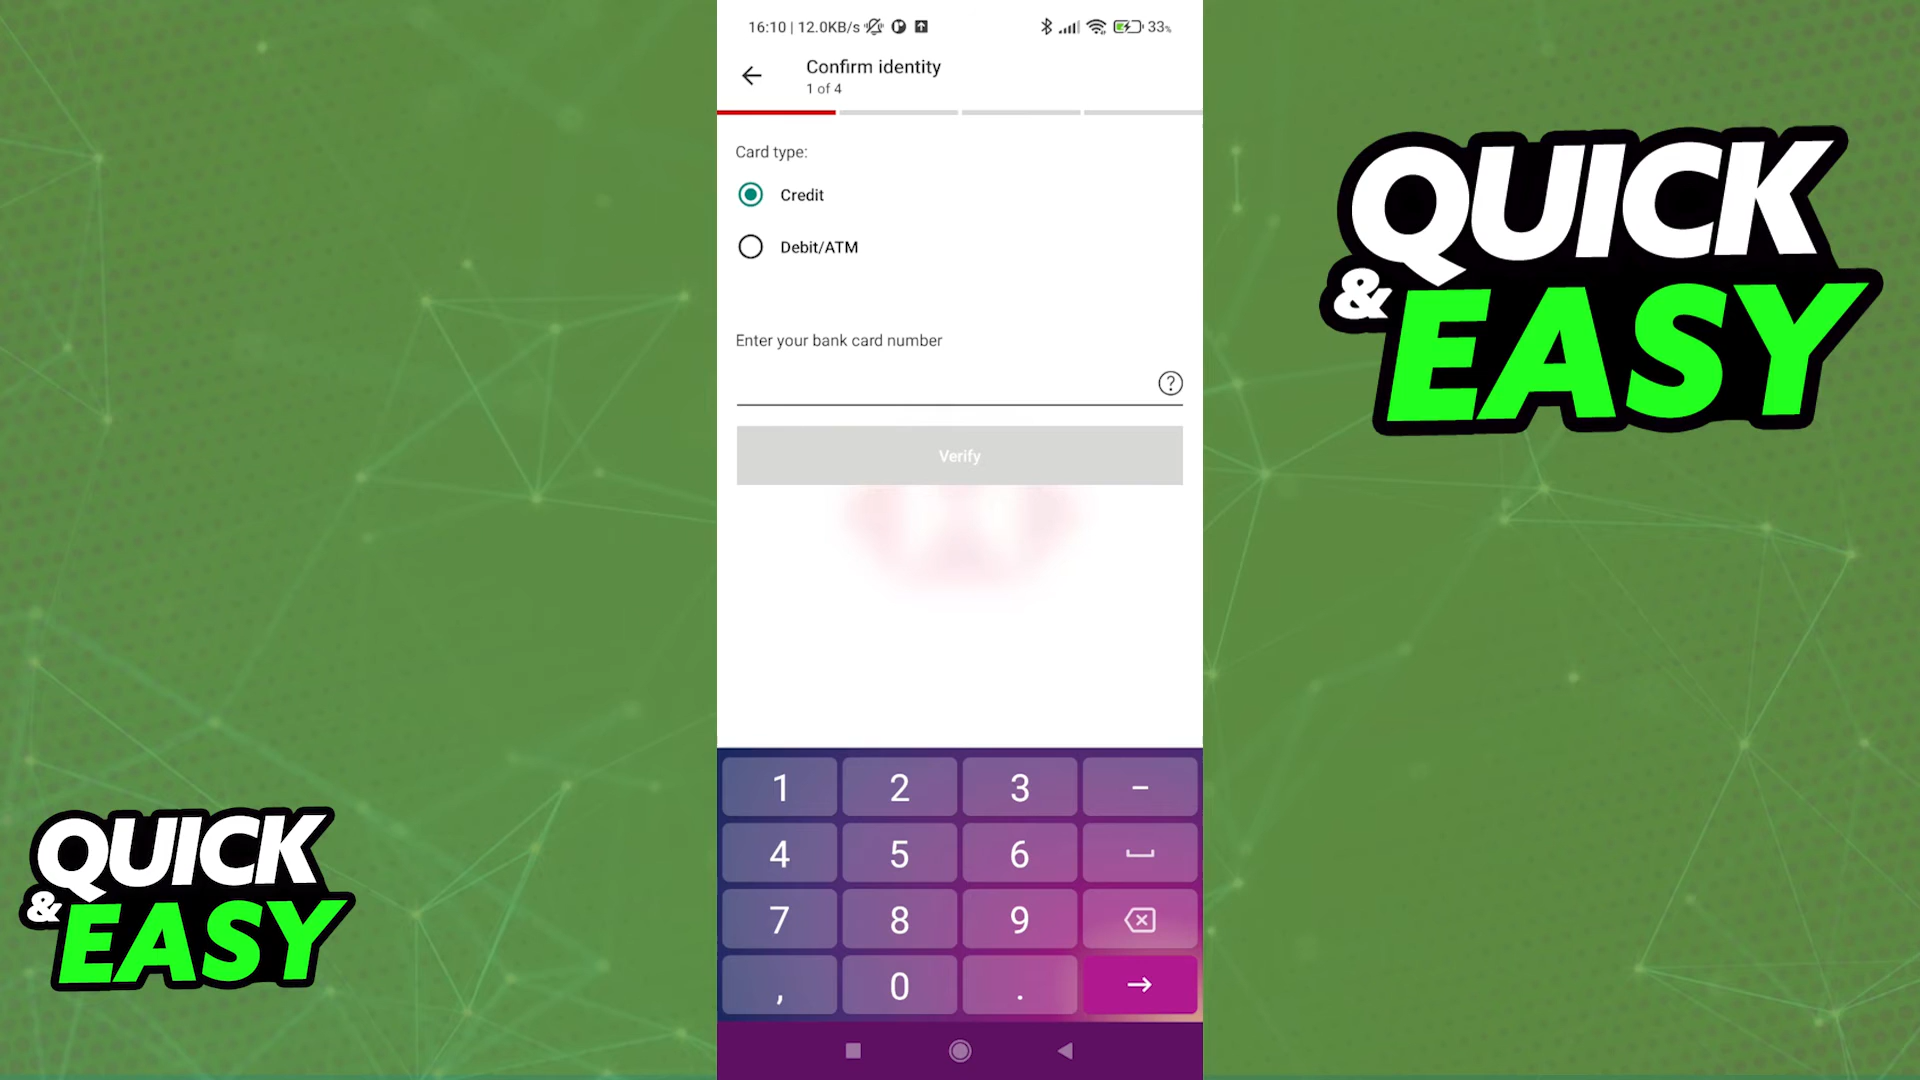 16:10 | 12.0KB/s
33%
Confirm identity
1 of 4
Card type:
Credit
Debit/ATM
Enter your bank card number
?
Verify
1 2 3 -
4 5 6
7 8 9
, 0 . →
QUICK
& EASY
QUICK
& EASY